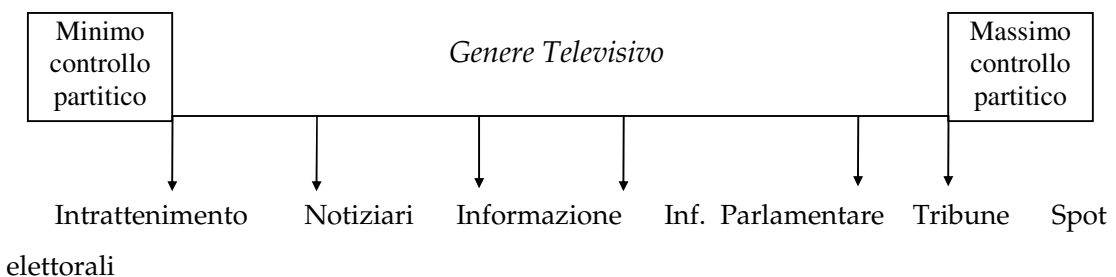 Minimo
controllo
partitico
Genere Televisivo
Massimo
controllo
partitico
Intrattenimento Notiziari Informazione Inf. Parlamentare Tribune Spot
elettorali